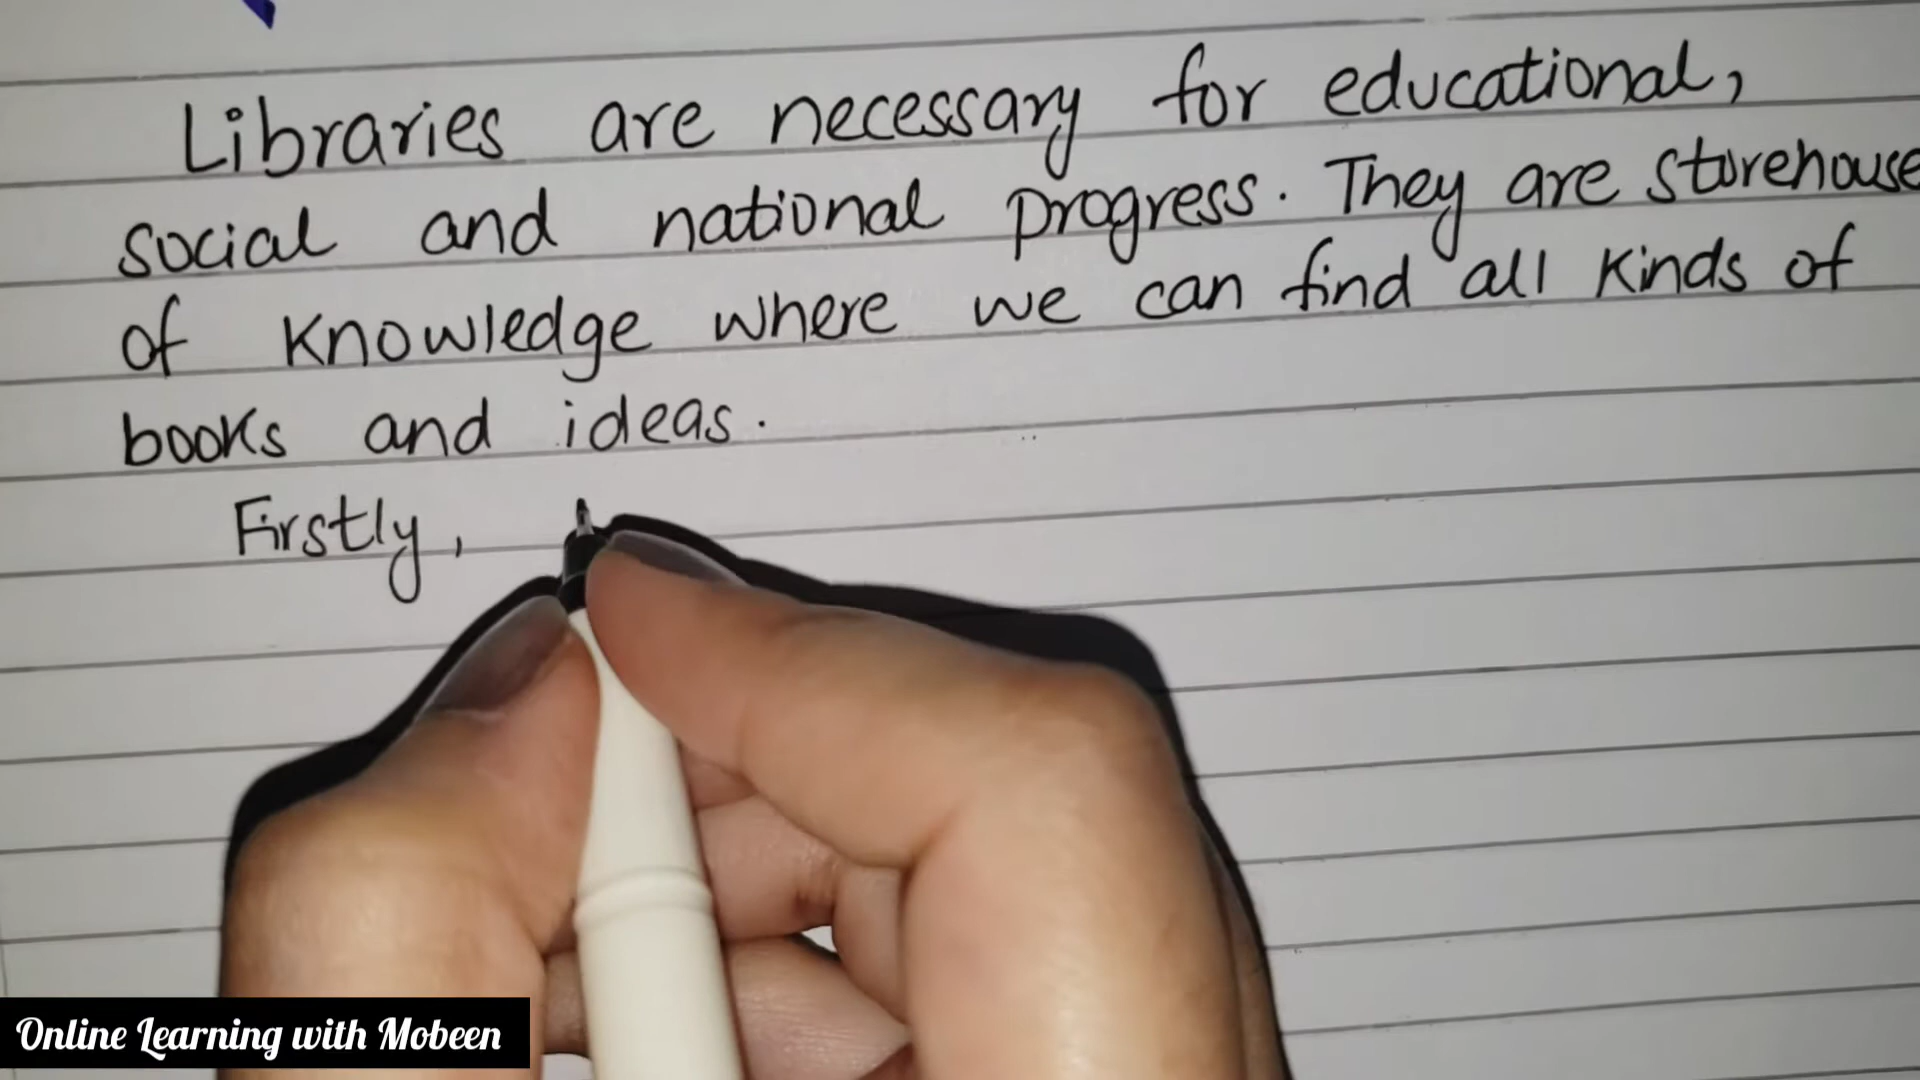 Libraries are necessary for educational,
social and national progress. They are storehouse
of knowledge where we can find all kinds of
books and ideas.
Firstly,
Online Learning with Mobeen